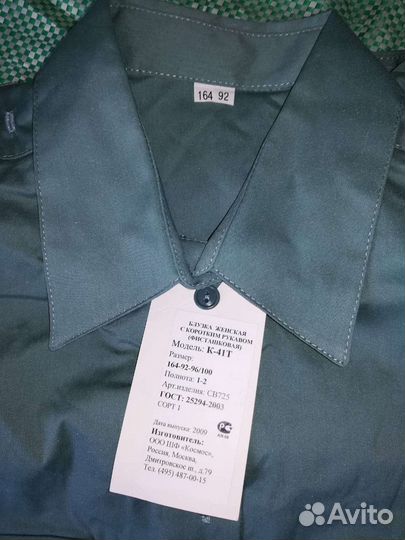 164 92
БЛУЗКА ЖЕНСКАЯ
С КОРОТКИМ РУКАВОМ
(ФИСТАШКОВАЯ)
Модель: К-41Т
Размер:
164-92-96/100
Полнота: 1-2
Арт.изделия: СВ725
ГОСТ: 25294-2003
СОРТ 1
Дата выпуска: 2009
Изготовитель:
ООО ШФ «Космос»,
Россия, Москва,
Дмитровское ш., д.79
Тел. (495) 487-00-15
Avito